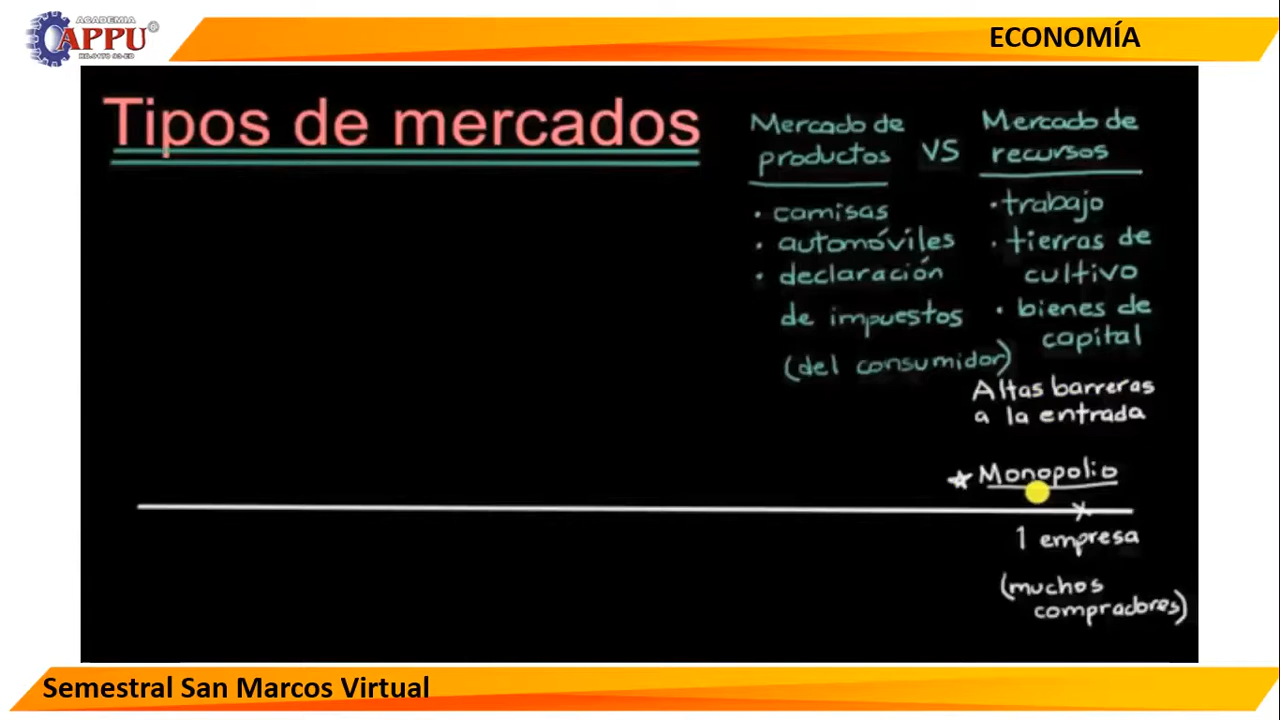 ACADEMIA
APPU
ECONOMÍA
Tipos de mercados
Mercado de
productos
VS
Mercado de
recursos
• camisas
• automóviles
• declaración
de impuestos
(del consumidor)
• trabajo
• tierras de
cultivo
• bienes de
capital
Altas barreras
a la entrada
Monopolio
1 empresa
(muchos
compradores)
Semestral San Marcos Virtual